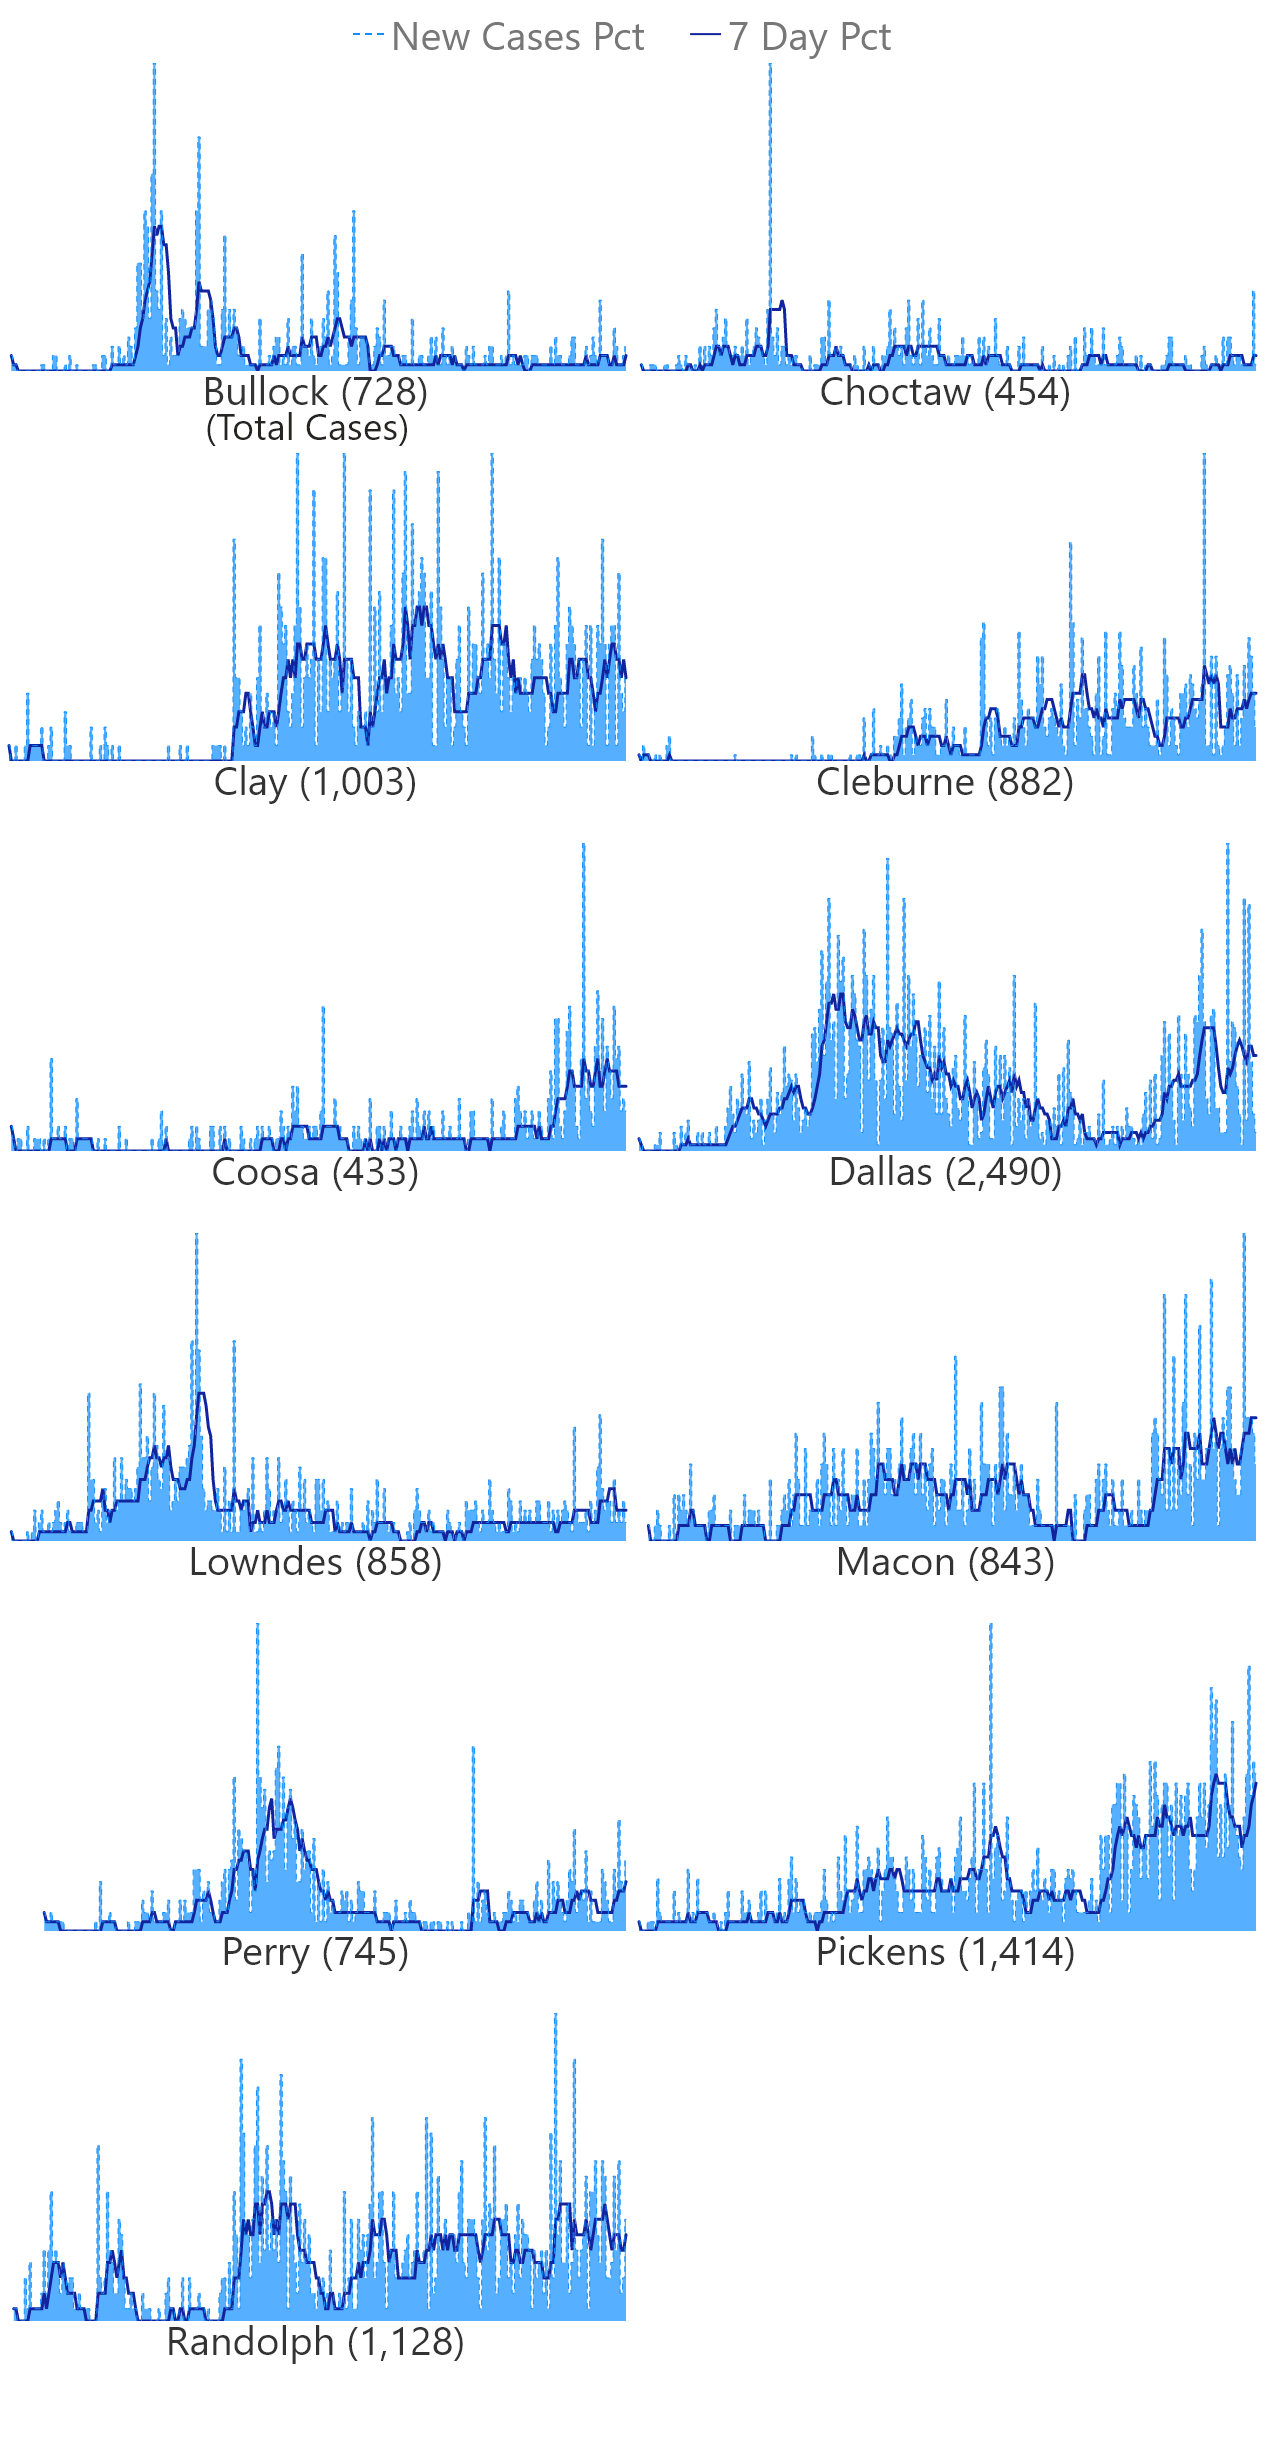 New Cases Pct 7 Day Pct
Bullock (728) Choctaw (454)
(Total Cases)
Clay (1,003) Cleburne (882)
Coosa (433) Dallas (2,490)
Lowndes (858) Macon (843)
Perry (745) Pickens (1,414)
Randolph (1,128)